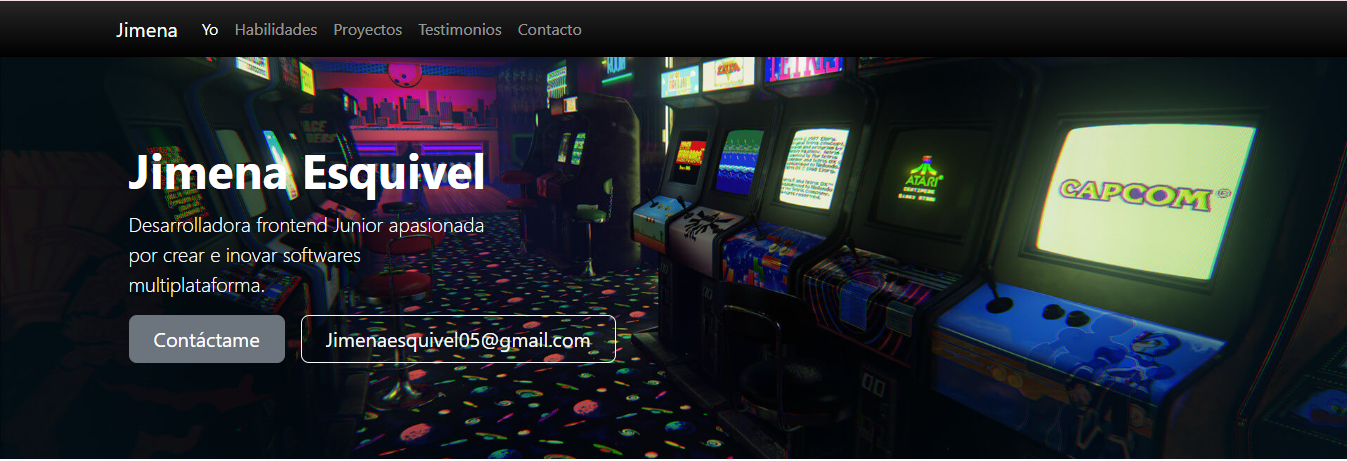 Jimena Yo Habilidades Proyectos Testimonios Contacto
Jimena Esquivel
Desarrolladora frontend Junior apasionada
por crear e inovar softwares
multiplataforma.
Contáctame Jimenaesquivel05@gmail.com
ATARI
CENTIPEDE
CAPCOM